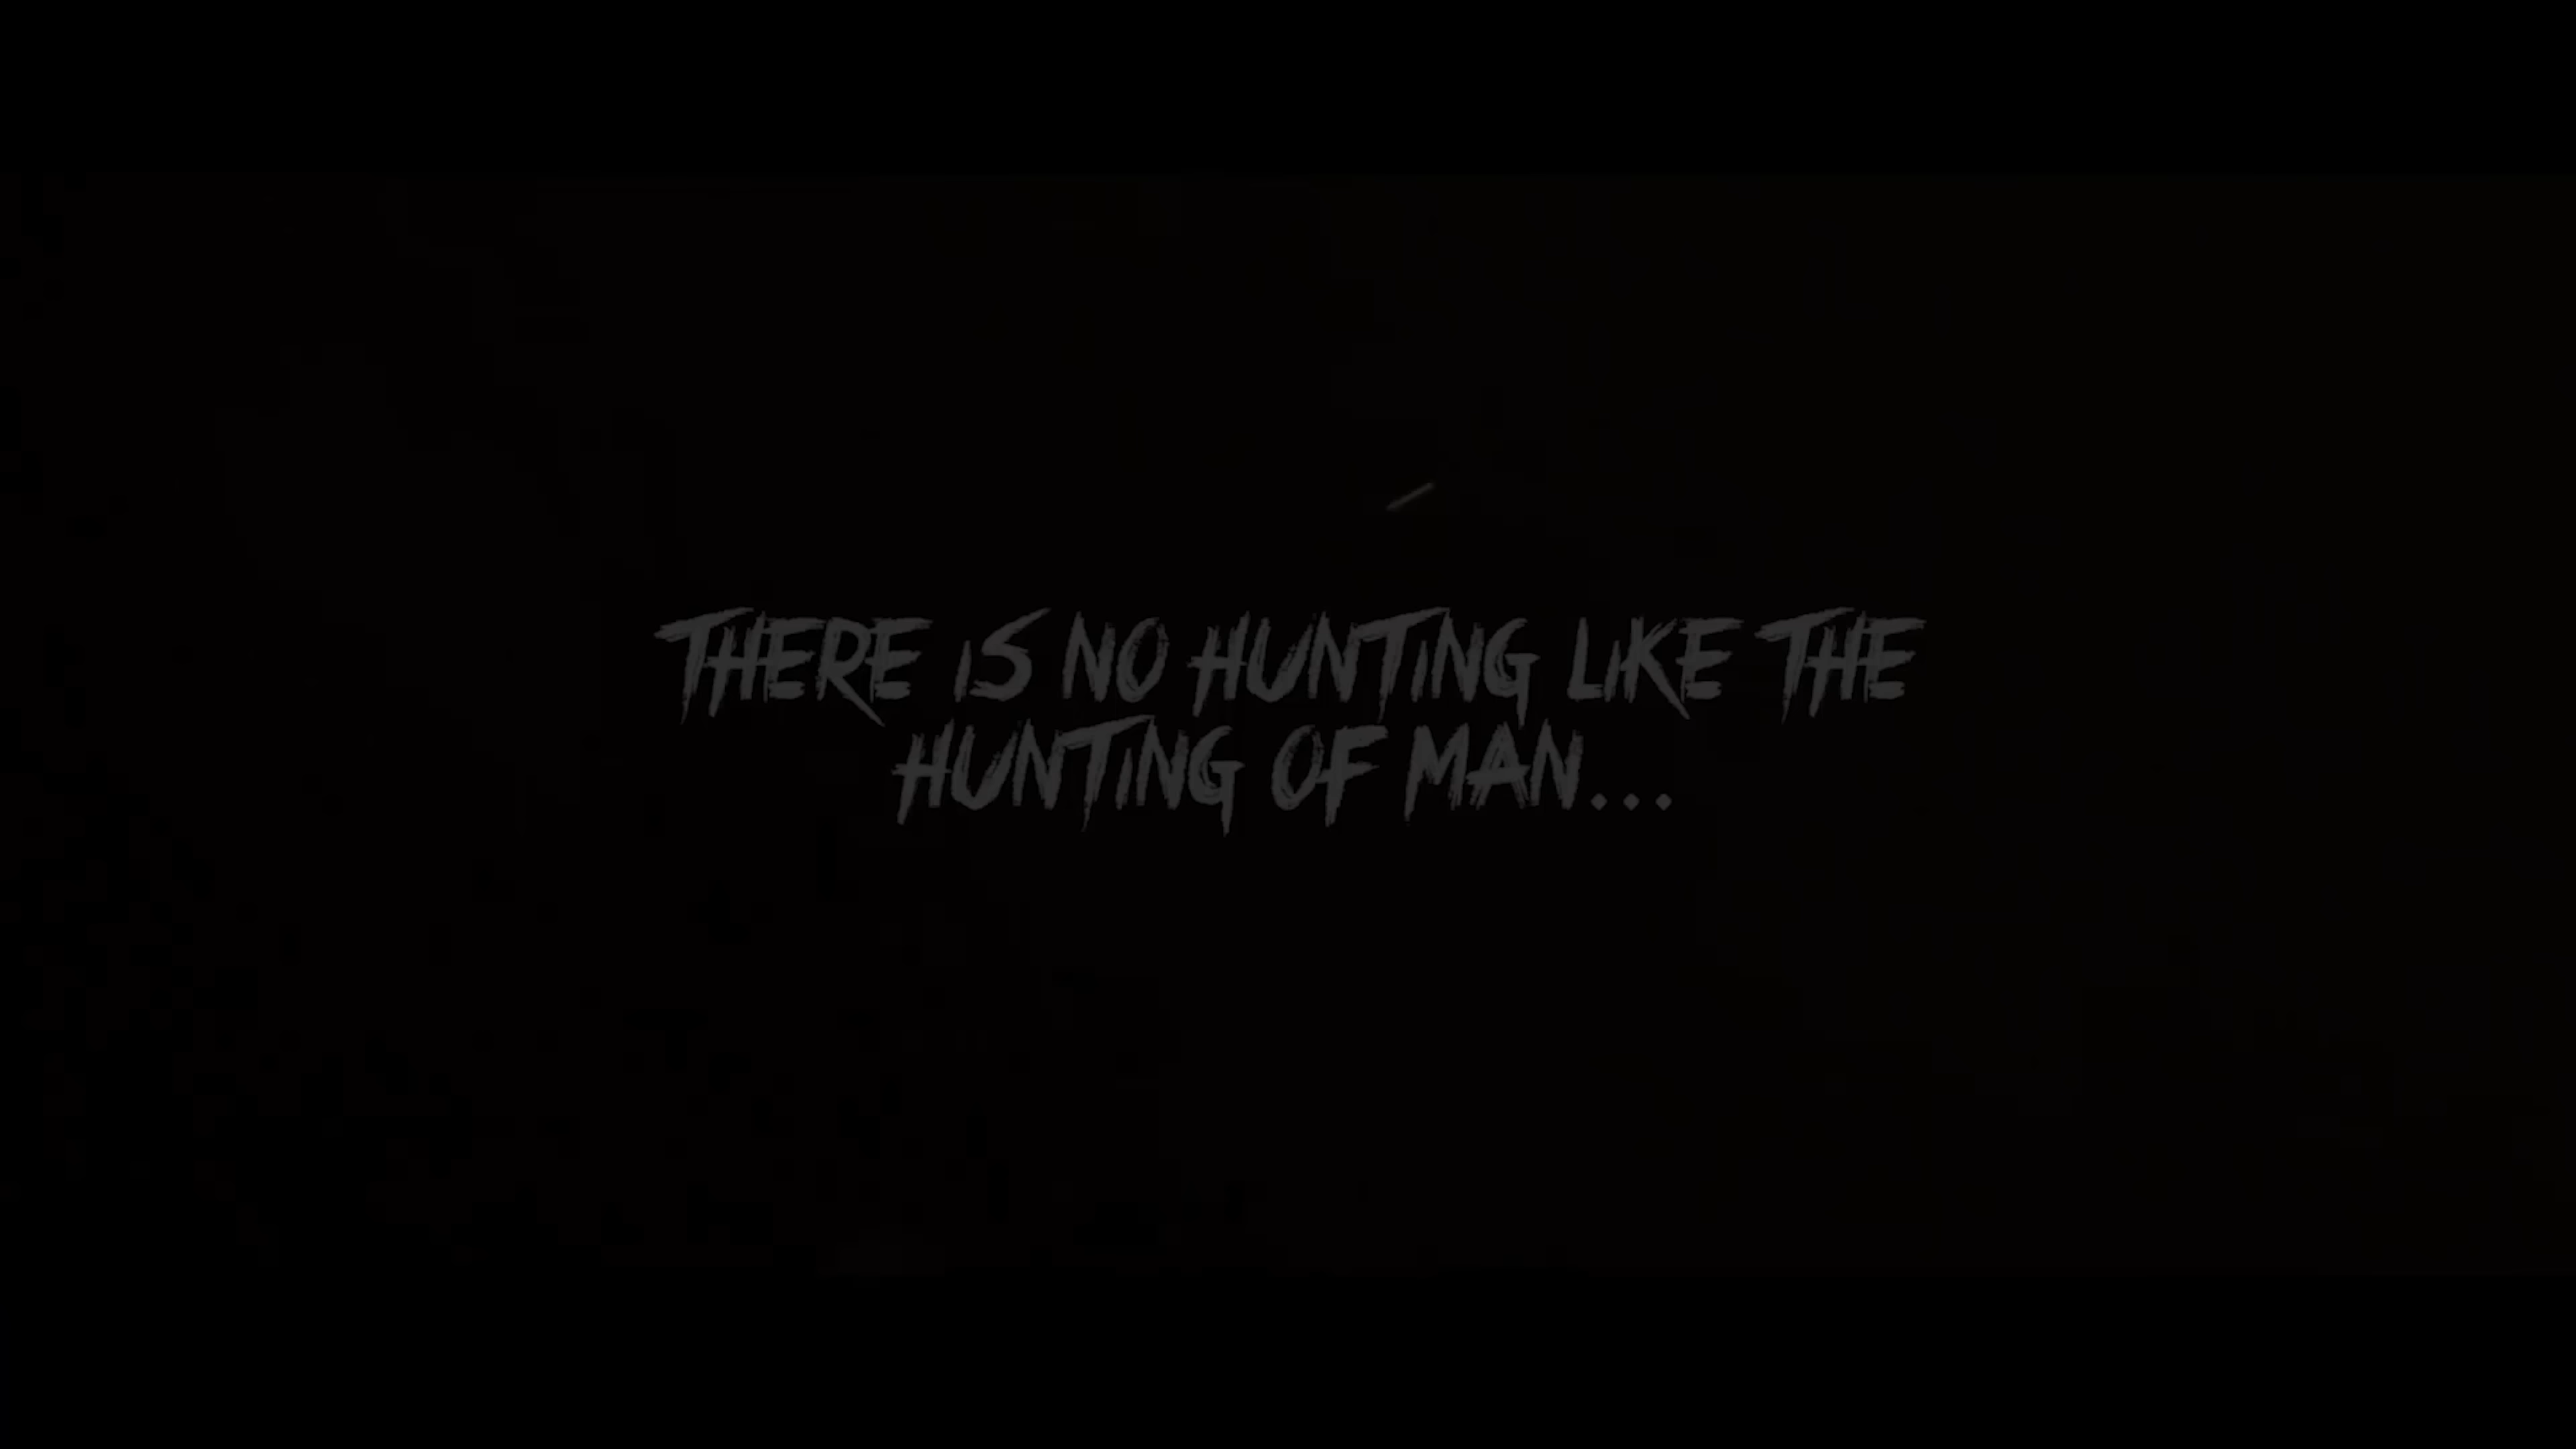 THERE IS NO HUNTING LIKE THE
HUNTING OF MAN...